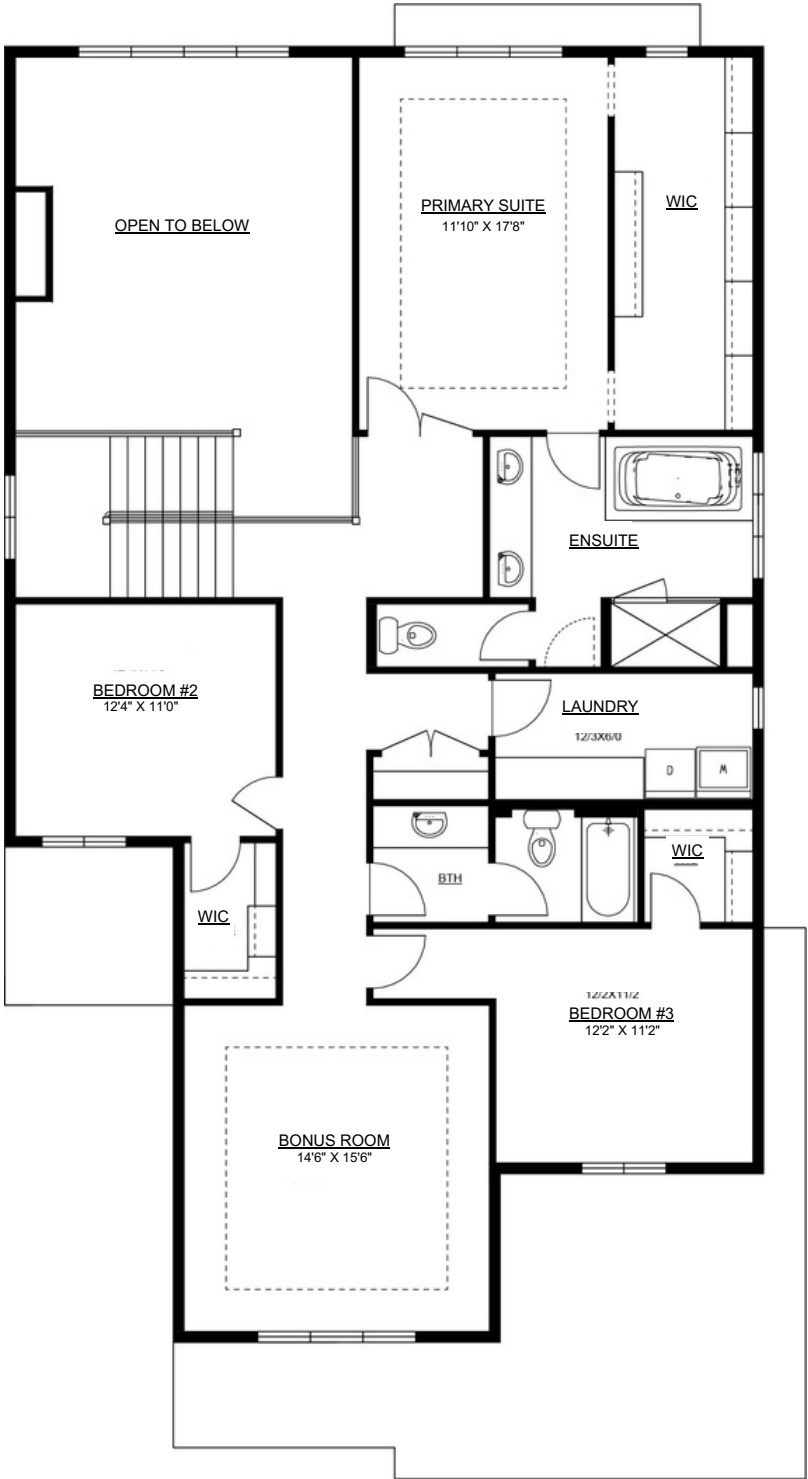 OPEN TO BELOW
PRIMARY SUITE
11'10" X 17'8"
WIC
ENSUITE
BEDROOM #2
12'4" X 11'0"
LAUNDRY
12/3X6/0
D
W
WIC
BTH
WIC
12/2X11/2
BEDROOM #3
12'2" X 11'2"
BONUS ROOM
14'6" X 15'6"